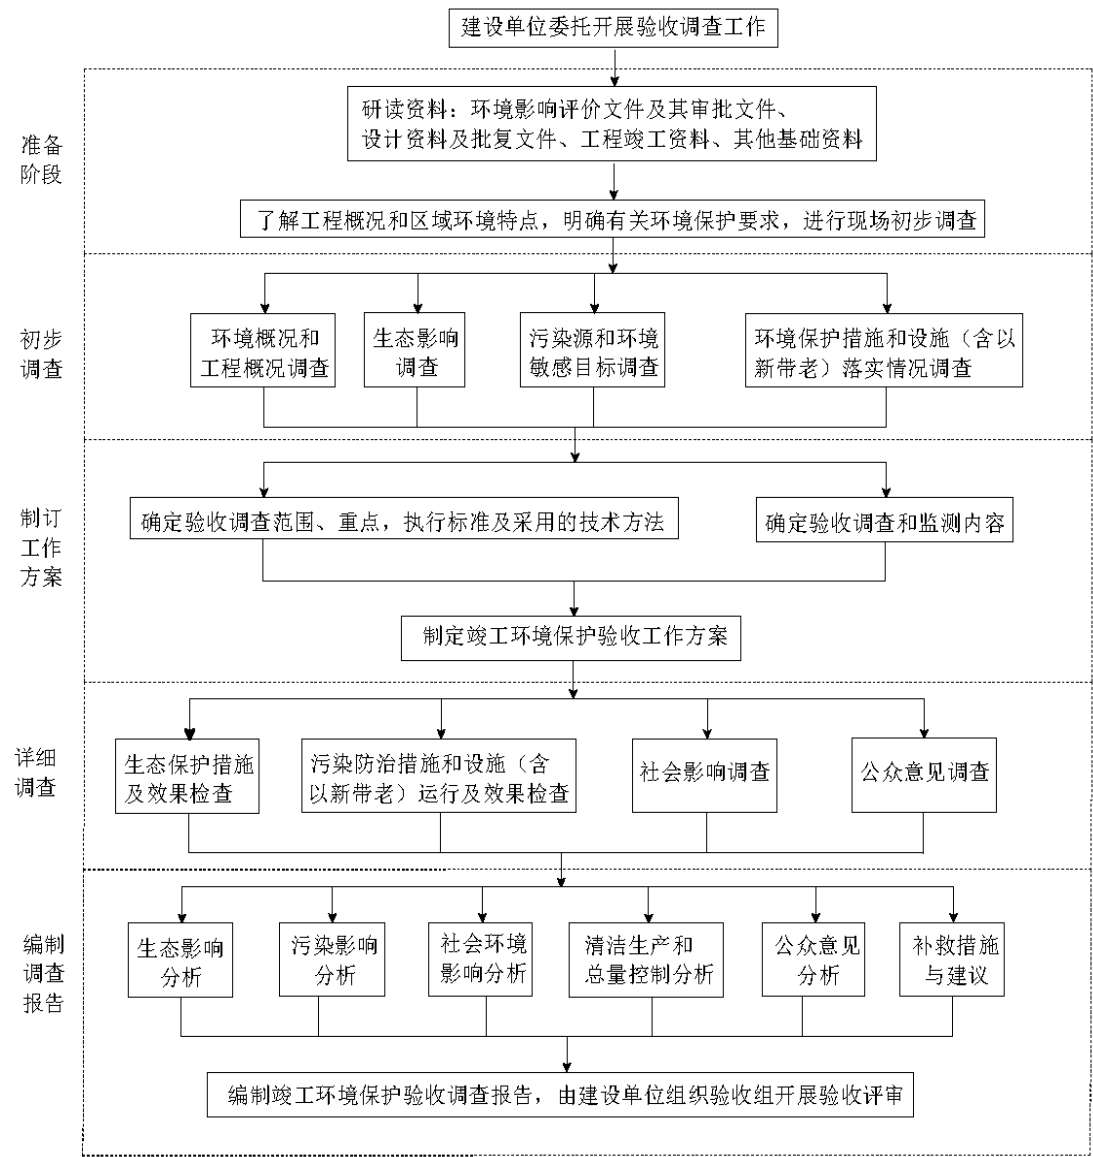 建设单位委托开展验收调查工作
准备
阶段
研读资料：环境影响评价文件及其审批文件、
设计资料及批复文件、工程竣工资料、其他基础资料
了解工程概况和区域环境特点，明确有关环境保护要求，进行现场初步调查
初步
调查
环境概况和
工程概况调查
生态影响
调查
污染源和环境
敏感目标调查
环境保护措施和设施（含以
新带老）落实情况调查
制订
工作
方案
确定验收调查范围、重点，执行标准及采用的技术方法
确定验收调查和监测内容
制定竣工环境保护验收工作方案
详细
调查
生态保护措施
及效果检查
污染防治措施和设施（含
以新带老）运行及效果检查
社会影响调查
公众意见调查
编制
调查
报告
生态影响
分析
污染影响
分析
社会环境
影响分析
清洁生产和
总量控制分析
公众意见
分析
补救措施
与建议
编制竣工环境保护验收调查报告，由建设单位组织验收组开展验收评审